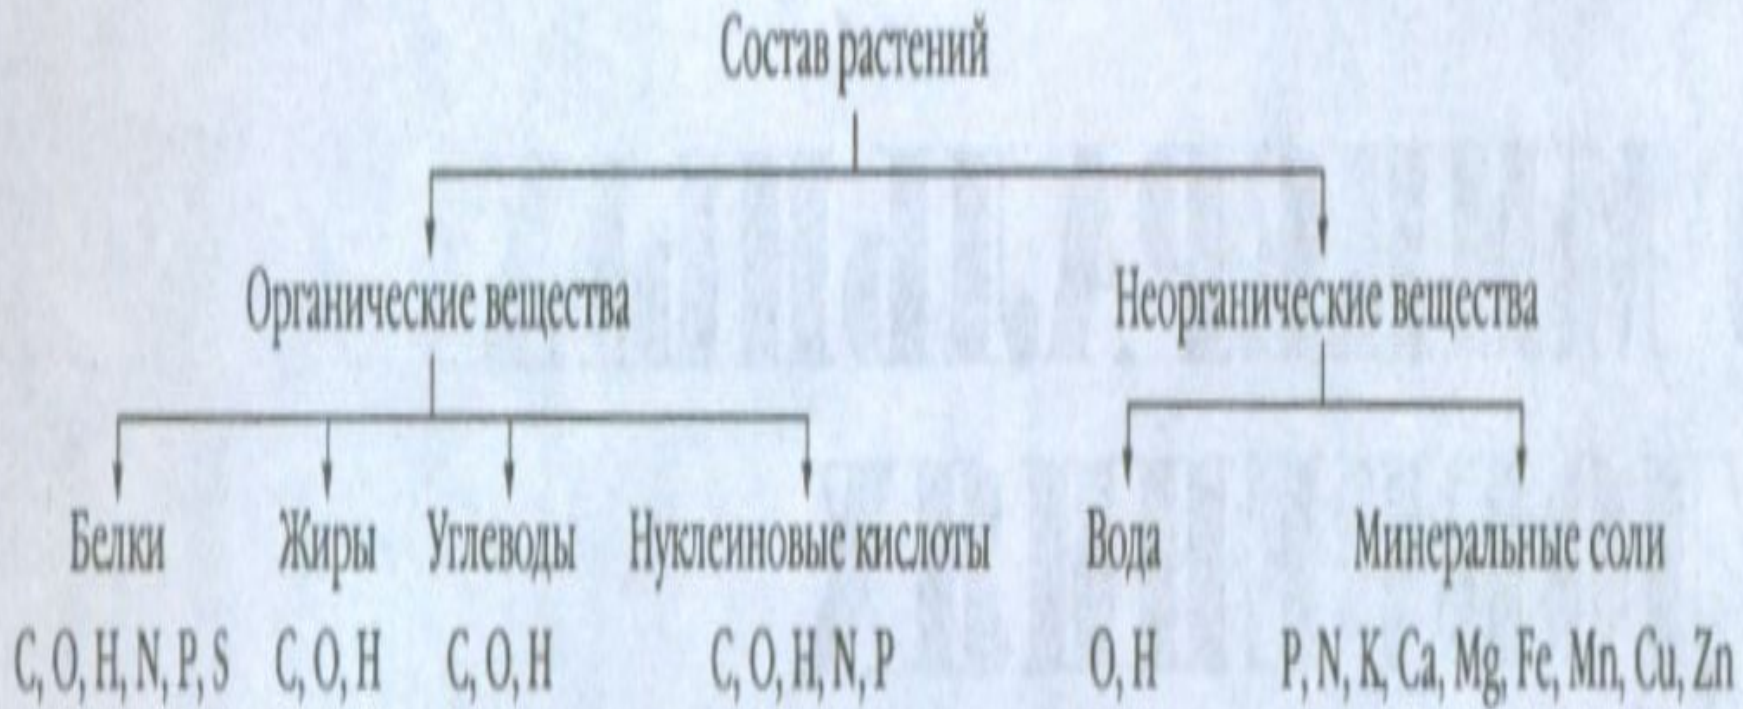 Состав растений
Органические вещества Неорганические вещества
Белки Жиры Углеводы Нуклеиновые кислоты Вода Минеральные соли
C, O, H, N, P, S C, O, H C, O, H C, O, H, N, P O, H P, N, K, Ca, Mg, Fe, Mn, Cu, Zn